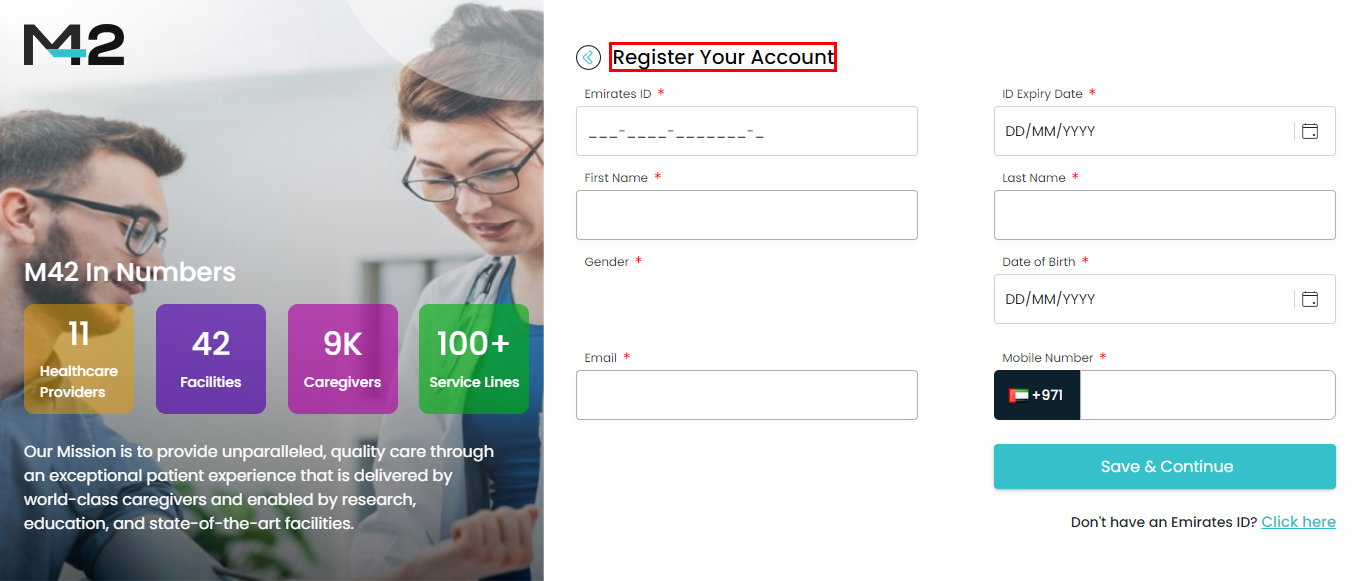 M42
M42 In Numbers
11
Healthcare
Providers
42
Facilities
9K
Caregivers
100+
Service Lines
Our Mission is to provide unparalleled, quality care through
an exceptional patient experience that is delivered by
world-class caregivers and enabled by research,
education, and state-of-the-art facilities.
Register Your Account
Emirates ID *
___-____-_______-_
ID Expiry Date *
DD/MM/YYYY
First Name *
Last Name *
Gender *
Date of Birth *
DD/MM/YYYY
Email *
Mobile Number *
+971
Save & Continue
Don't have an Emirates ID? Click here